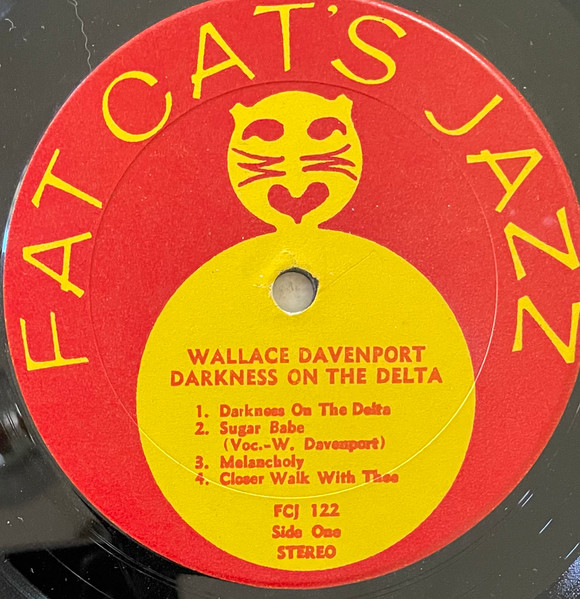 FAT CAT'S JAZZ
WALLACE DAVENPORT
DARKNESS ON THE DELTA
1. Darkness On The Delta
2. Sugar Babe
(Voc.-W. Davenport)
3. Melancholy
4. Closer Walk With Thee
FCJ 122
Side One
STEREO